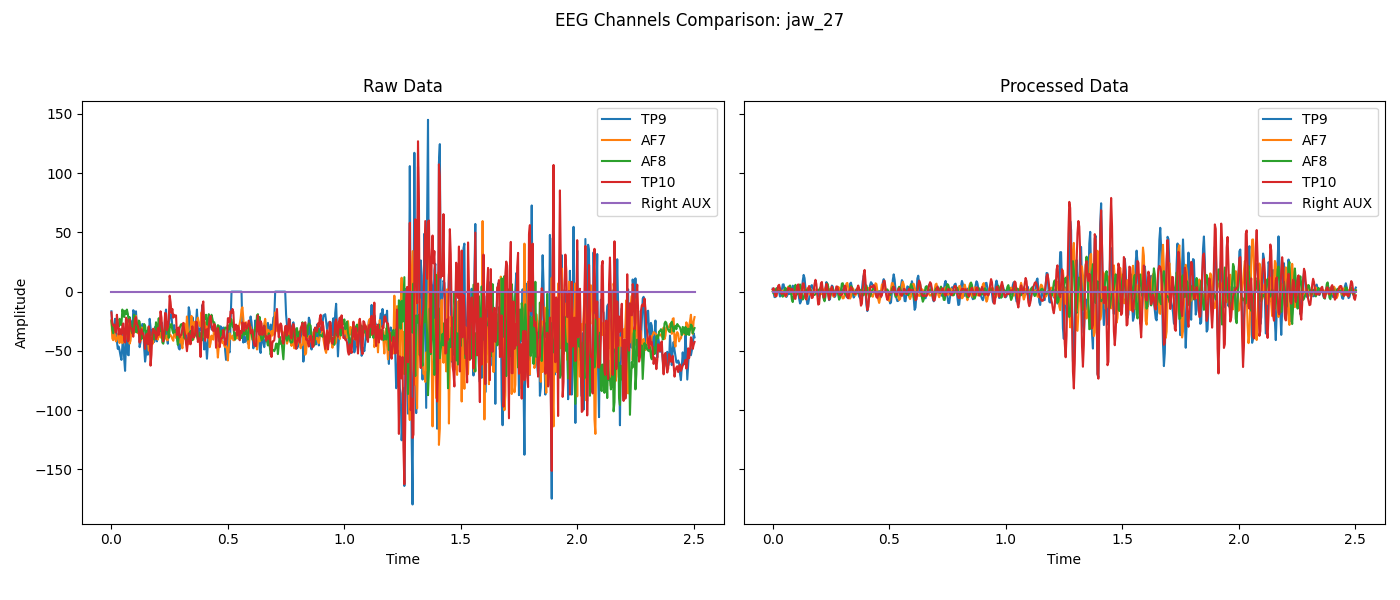 EEG Channels Comparison: jaw_27
Raw Data
Processed Data
Amplitude
150
100
50
0
−50
−100
−150
TP9
AF7
AF8
TP10
Right AUX
TP9
AF7
AF8
TP10
Right AUX
0.0 0.5 1.0 1.5 2.0 2.5
0.0 0.5 1.0 1.5 2.0 2.5
Time
Time